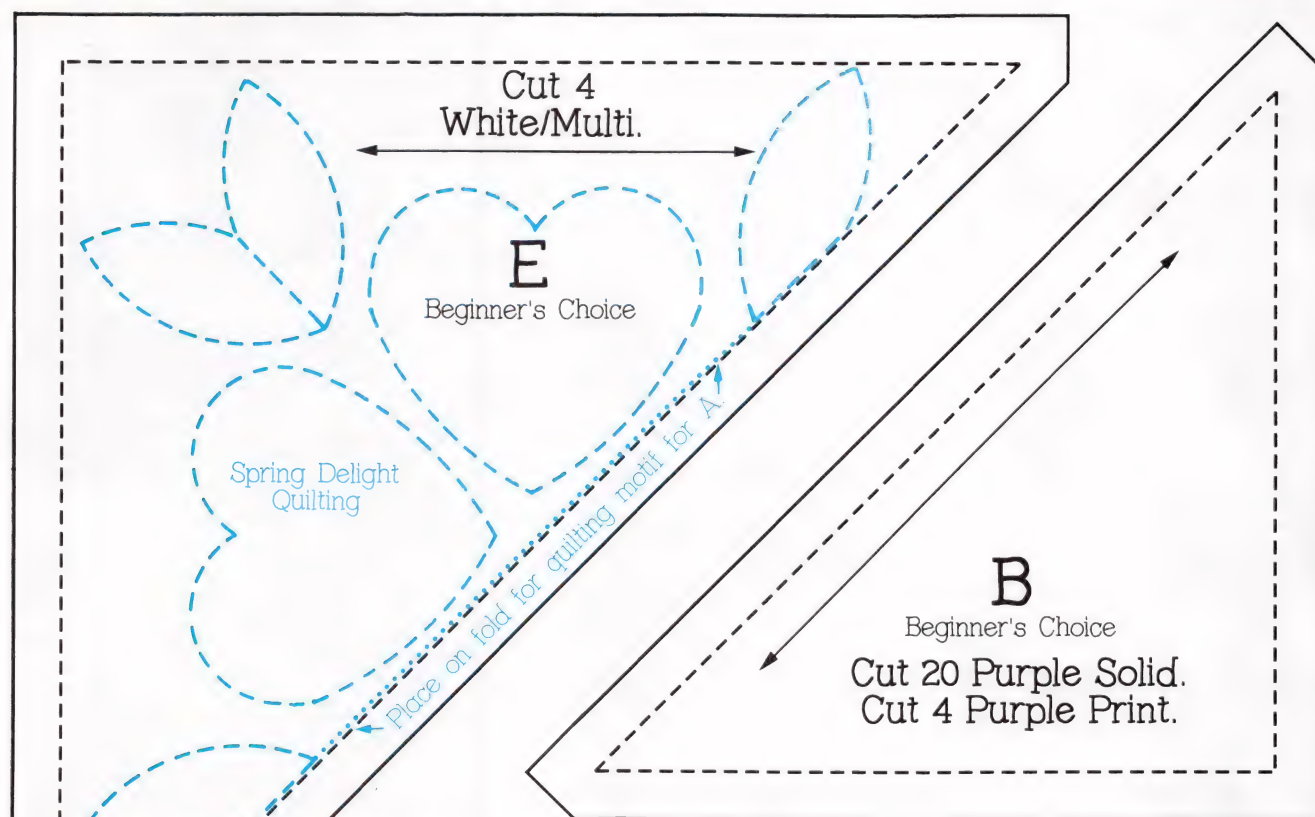 Cut 4
White/Multi.
E
Beginner's Choice
Spring Delight
Quilting
Place on fold for quilting motif for A.
B
Beginner's Choice
Cut 20 Purple Solid.
Cut 4 Purple Print.